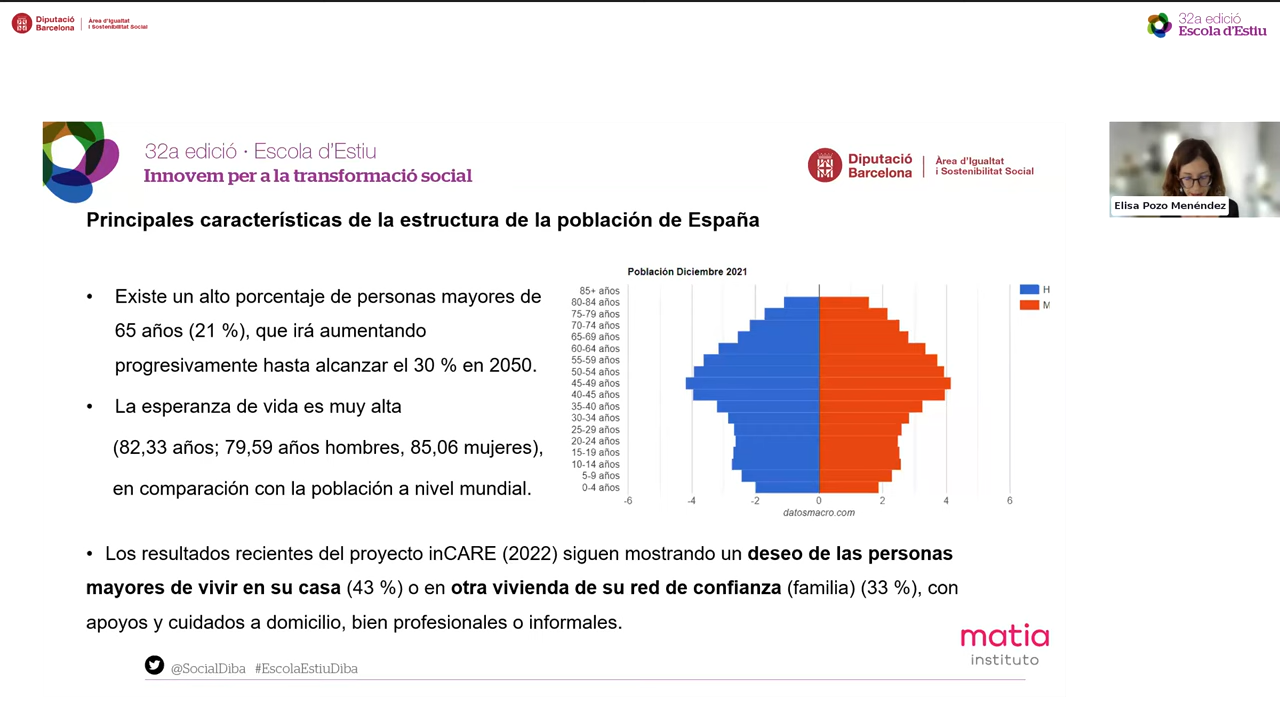 Diputació
Barcelona
Àrea d'Igualtat
i Sostenibilitat Social
32a edició
Escola d'Estiu
32a edició · Escola d'Estiu
Innovem per a la transformació social
Diputació
Barcelona
Àrea d'Igualtat
i Sostenibilitat Social
Elisa Pozo Menéndez
Principales características de la estructura de la población de España
• Existe un alto porcentaje de personas mayores de
65 años (21 %), que irá aumentando
progresivamente hasta alcanzar el 30 % en 2050.
• La esperanza de vida es muy alta
(82,33 años; 79,59 años hombres, 85,06 mujeres),
en comparación con la población a nivel mundial.
Población Diciembre 2021
85+ años
80-84 años
75-79 años
70-74 años
65-69 años
60-64 años
55-59 años
50-54 años
45-49 años
40-45 años
35-40 años
30-34 años
25-29 años
20-24 años
15-19 años
10-14 años
5-9 años
0-4 años
-6 -4 -2 0 2 4 6
datosmacro.com
H
M
• Los resultados recientes del proyecto inCARE (2022) siguen mostrando un deseo de las personas
mayores de vivir en su casa (43 %) o en otra vivienda de su red de confianza (familia) (33 %), con
apoyos y cuidados a domicilio, bien profesionales o informales.
matia
instituto
@SocialDiba #EscolaEstiuDiba